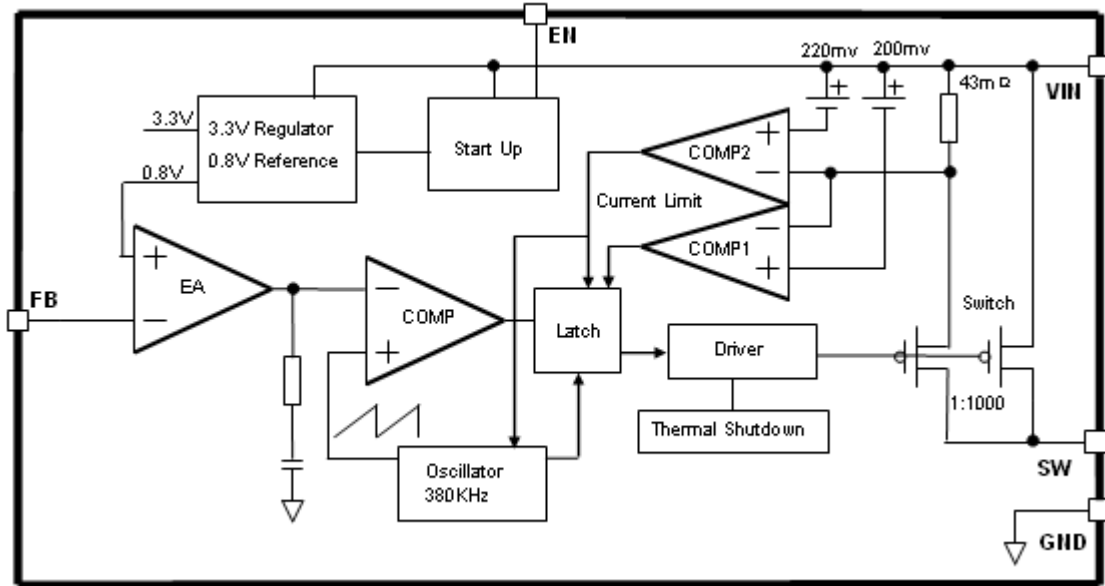 EN
220mv 200mv
43mΩ
VIN
3.3V
3.3V Regulator
0.8V Reference
Start Up
0.8V
+
COMP2
−
Current Limit
−
COMP1
+
+
EA
−
FB
−
COMP
+
Latch
Driver
Switch
1:1000
Thermal Shutdown
Oscillator
380KHz
SW
GND